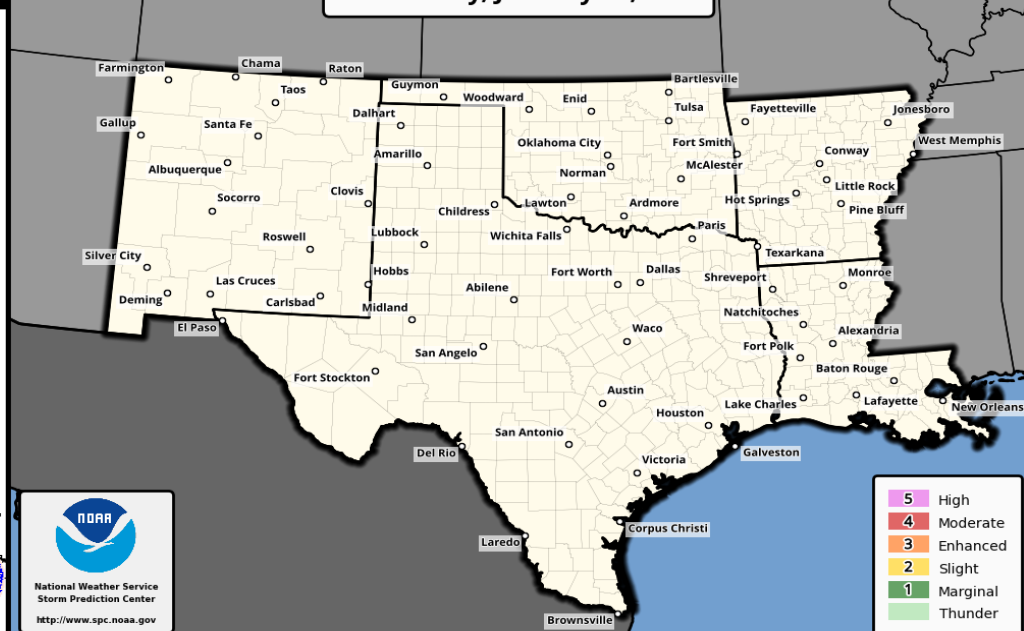 Farmington
Chama
Raton
Taos
Guymon
Woodward
Enid
Bartlesville
Tulsa
Dalhart
Gallup
Santa Fe
Fayetteville
Jonesboro
Oklahoma City
Fort Smith
West Memphis
Amarillo
Albuquerque
Norman
McAlester
Conway
Clovis
Socorro
Childress
Lawton
Ardmore
Hot Springs
Little Rock
Pine Bluff
Roswell
Lubbock
Wichita Falls
Paris
Texarkana
Silver City
Las Cruces
Hobbs
Fort Worth
Dallas
Shreveport
Monroe
Deming
Carlsbad
Midland
Abilene
Natchitoches
El Paso
Waco
Alexandria
San Angelo
Fort Polk
Fort Stockton
Baton Rouge
Austin
Houston
Lake Charles
Lafayette
New Orleans
San Antonio
Del Rio
Galveston
Victoria
Laredo
Corpus Christi
Brownsville
NOAA
National Weather Service
Storm Prediction Center
http://www.spc.noaa.gov
5 High
4 Moderate
3 Enhanced
2 Slight
1 Marginal
Thunder